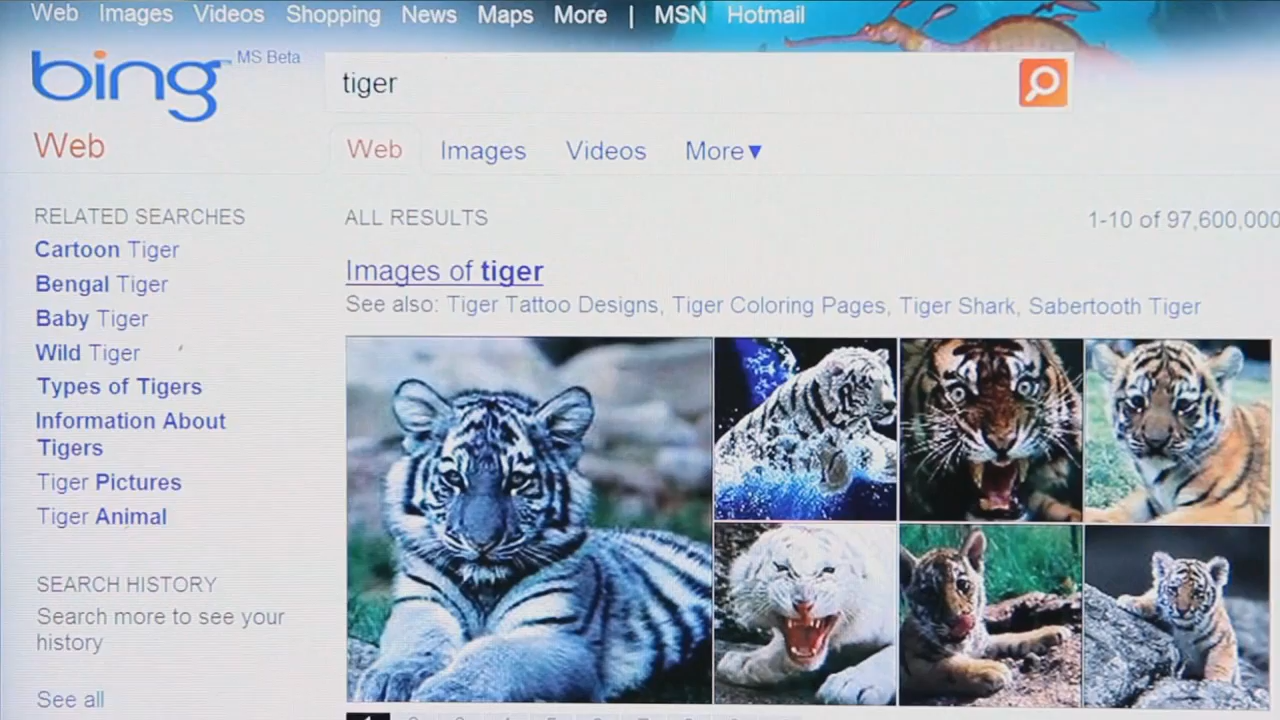 Web Images Videos Shopping News Maps More | MSN Hotmail
bing MS Beta
tiger
Web
Web Images Videos More▼
RELATED SEARCHES
Cartoon Tiger
Bengal Tiger
Baby Tiger
Wild Tiger
Types of Tigers
Information About
Tigers
Tiger Pictures
Tiger Animal
SEARCH HISTORY
Search more to see your
history
See all
ALL RESULTS
1-10 of 97,600,000
Images of tiger
See also: Tiger Tattoo Designs, Tiger Coloring Pages, Tiger Shark, Sabertooth Tiger